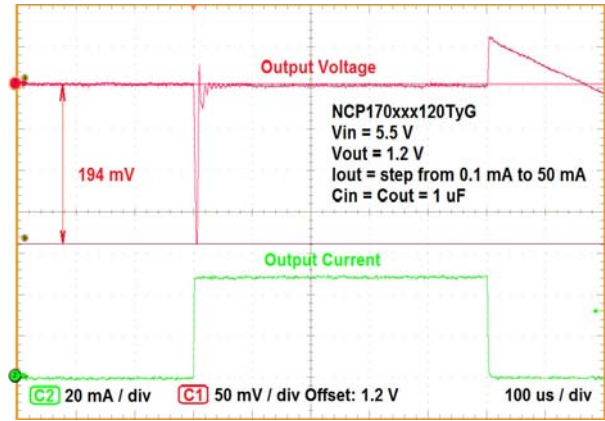 Output Voltage
NCP170xxx120TyG
Vin = 5.5 V
Vout = 1.2 V
194 mV
Iout = step from 0.1 mA to 50 mA
Cin = Cout = 1 uF
Output Current
C2 20 mA / div C1 50 mV / div Offset: 1.2 V 100 us / div